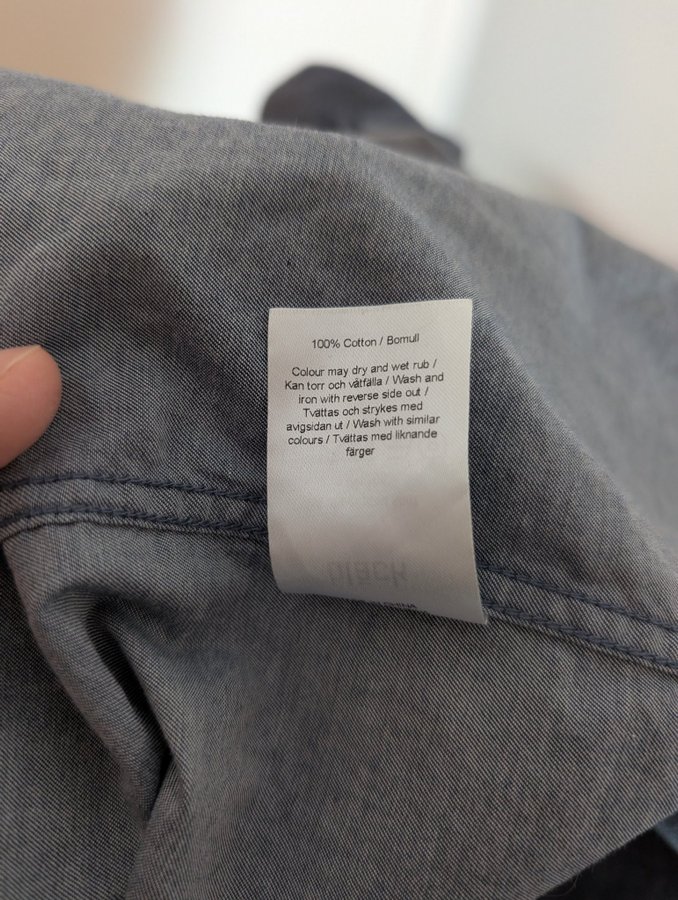 100% Cotton / Bomull
Colour may dry and wet rub /
Kan torr och våtfälla / Wash and
iron with reverse side out /
Tvättas och strykes med
avigsidan ut / Wash with similar
colours / Tvättas med liknande
färger
black